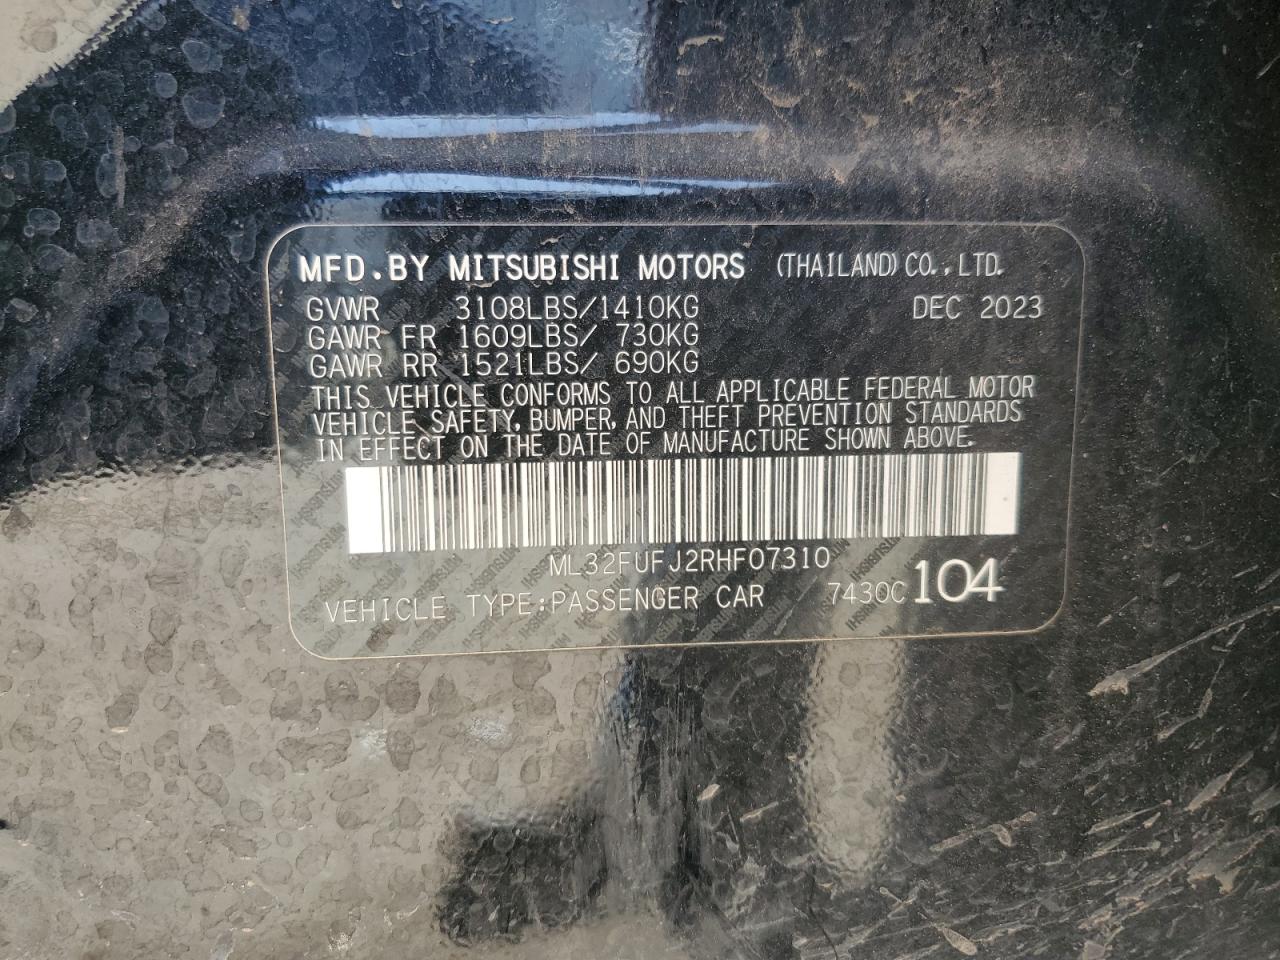 MFD.BY MITSUBISHI MOTORS (THAILAND) CO.,LTD.
GVWR 3108LBS/1410KG DEC 2023
GAWR FR 1609LBS/ 730KG
GAWR RR 1521LBS/ 690KG
THIS VEHICLE CONFORMS TO ALL APPLICABLE FEDERAL MOTOR
VEHICLE SAFETY, BUMPER, AND THEFT PREVENTION STANDARDS
IN EFFECT ON THE DATE OF MANUFACTURE SHOWN ABOVE.
ML32FUFJ2RHF07310
VEHICLE TYPE:PASSENGER CAR 7430C 104